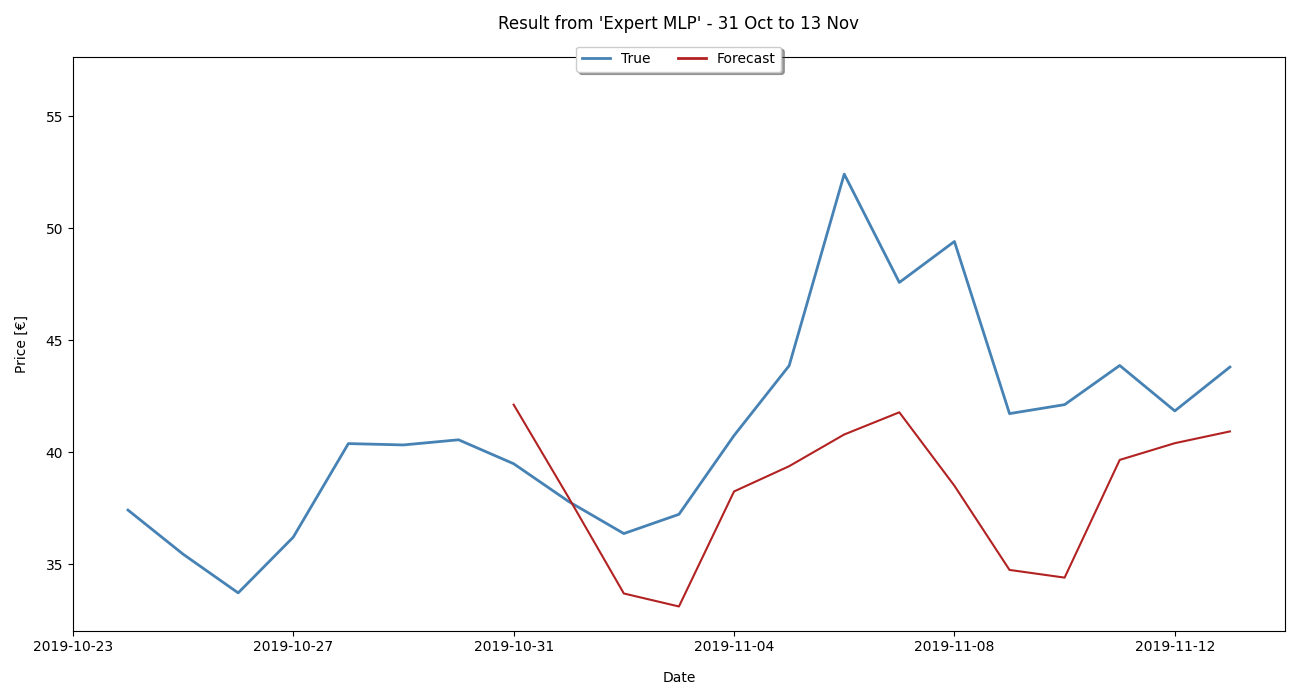 Result from 'Expert MLP' - 31 Oct to 13 Nov
True Forecast
55
50
45
40
35
Price [€]
2019-10-23 2019-10-27 2019-10-31 2019-11-04 2019-11-08 2019-11-12
Date